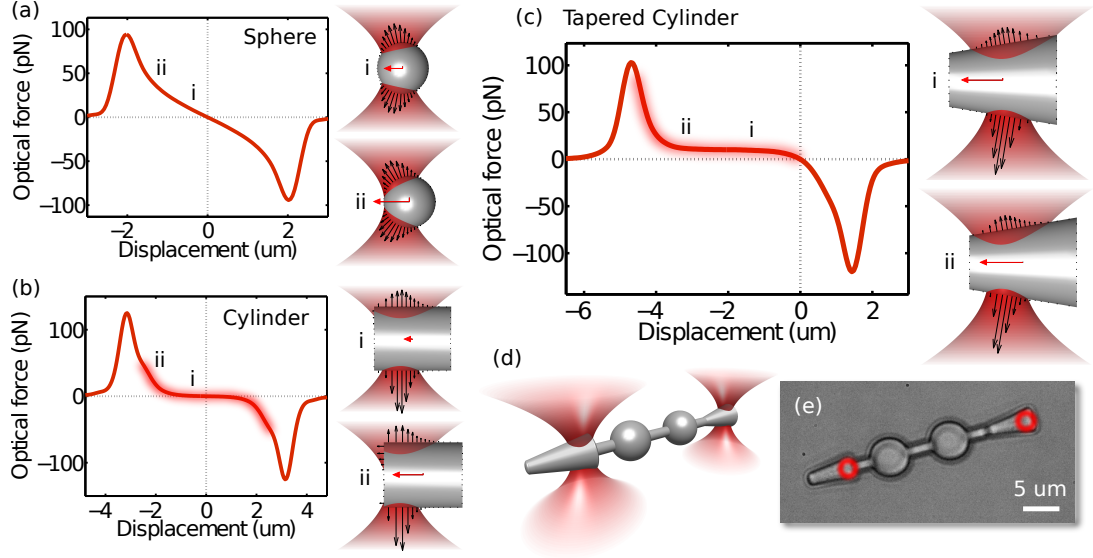 (a)
Sphere
Optical force (pN)
100
50
0
−50
−100
ii
i
−2
0
2
Displacement (um)
i
ii
(b)
Cylinder
Optical force (pN)
100
0
−100
ii
i
−4
−2
0
2
4
Displacement (um)
i
ii
(c) Tapered Cylinder
Optical force (pN)
100
50
0
−50
−100
ii
i
−6
−4
−2
0
2
Displacement (um)
i
ii
(d)
(e)
5 um